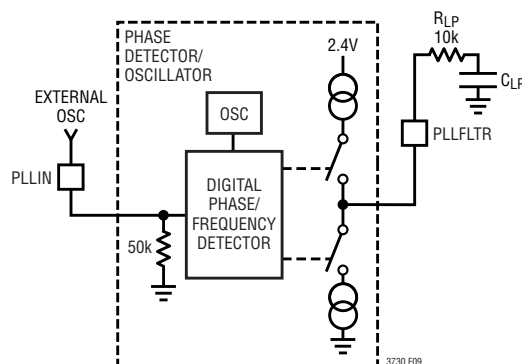 PHASE
DETECTOR/
OSCILLATOR
2.4V
RLP
10k
CLP
EXTERNAL
OSC
OSC
PLLFLTR
PLLIN
DIGITAL
PHASE/
FREQUENCY
DETECTOR
50k
3730 F09